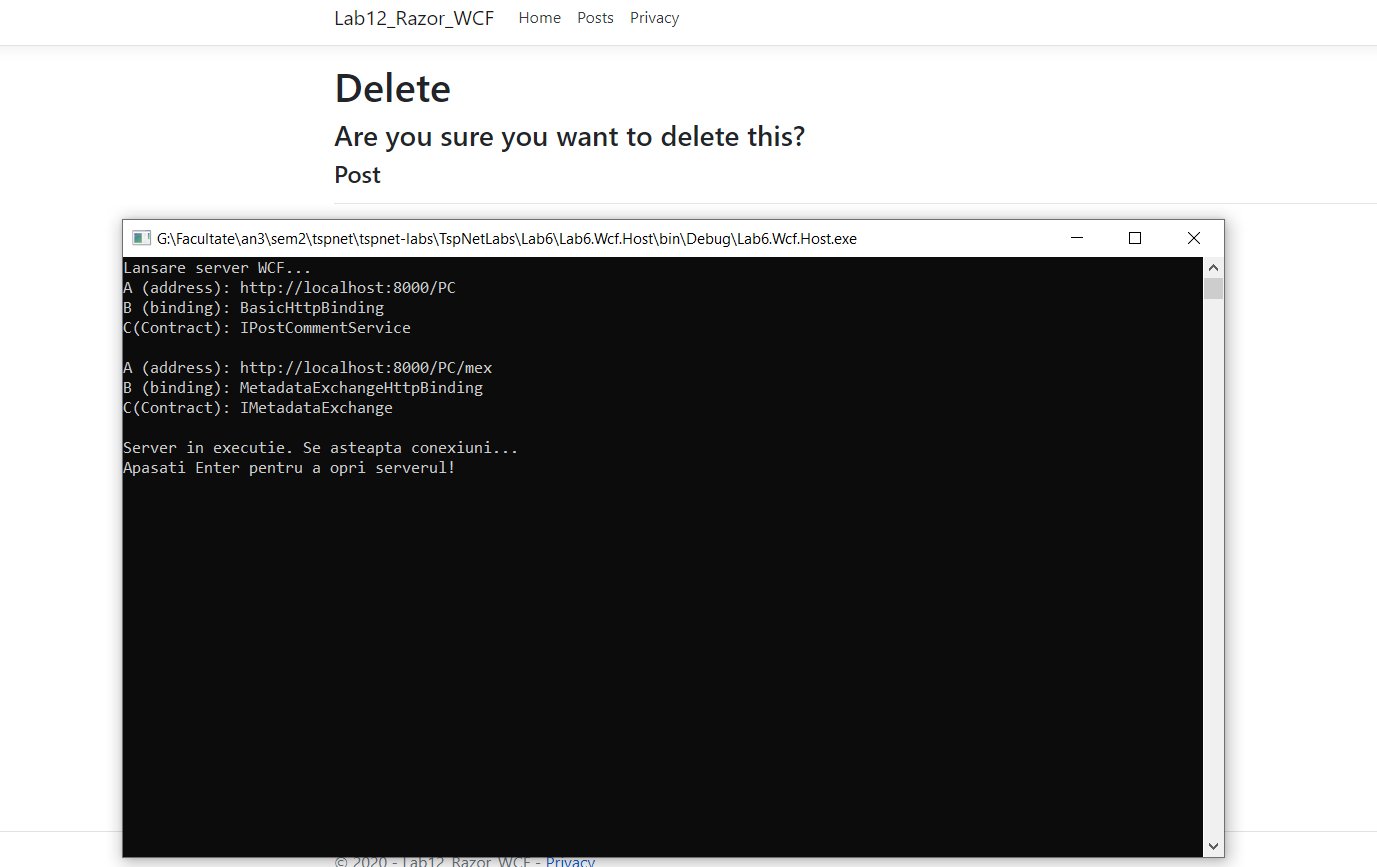 Lab12_Razor_WCF Home Posts Privacy
Delete
Are you sure you want to delete this?
Post
G:\Facultate\an3\sem2\tspnet\tspnet-labs\TspNetLabs\Lab6\Lab6.Wcf.Host\bin\Debug\Lab6.Wcf.Host.exe
Lansare server WCF...
A (address): http://localhost:8000/PC
B (binding): BasicHttpBinding
C(Contract): IPostCommentService
A (address): http://localhost:8000/PC/mex
B (binding): MetadataExchangeHttpBinding
C(Contract): IMetadataExchange
Server in executie. Se asteapta conexiuni...
Apasati Enter pentru a opri serverul!
© 2020 - Lab12_Razor_WCF - Privacy